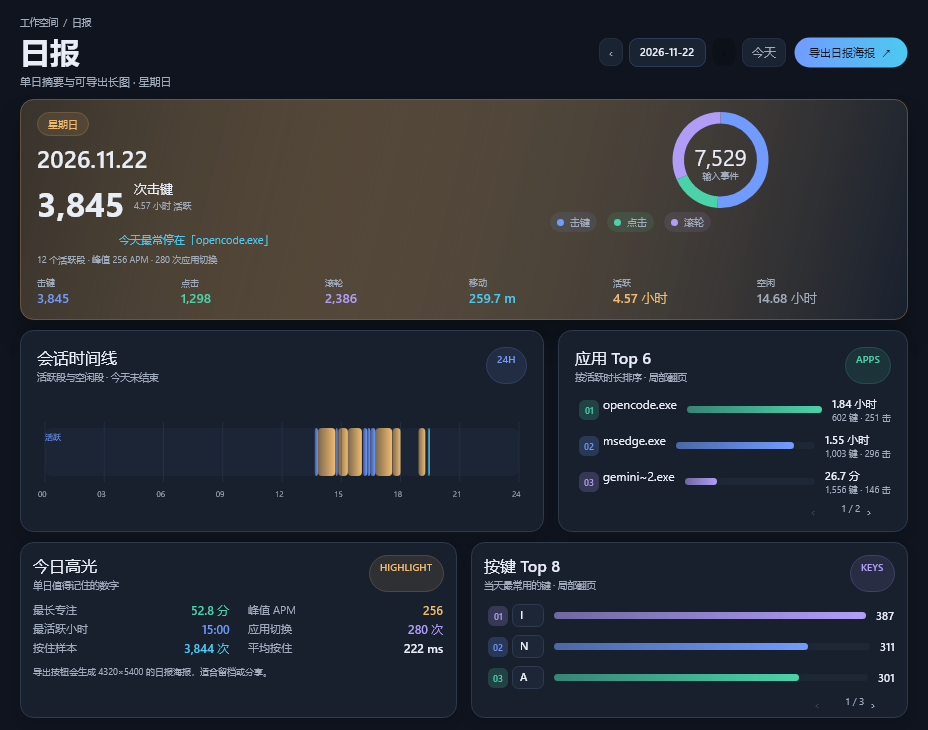 工作空间 / 日报
日报
单日摘要与可导出长图 · 星期日
‹
2026-11-22
今天
导出日报海报 ↗
星期日
2026.11.22
3,845
次击键
4.57 小时 活跃
今天最常停在「opencode.exe」
12 个活跃段 · 峰值 256 APM · 280 次应用切换
7,529
输入事件
击键
点击
滚轮
击键
点击
滚轮
移动
活跃
空闲
3,845
1,298
2,386
259.7 m
4.57 小时
14.68 小时
会话时间线
活跃段与空闲段 · 今天未结束
24H
活跃
00 03 06 09 12 15 18 21 24
应用 Top 6
按活跃时长排序 · 局部翻页
APPS
01 opencode.exe 1.84 小时
602 键 · 251 击
02 msedge.exe 1.55 小时
1,003 键 · 296 击
03 gemini~2.exe 26.7 分
1,556 键 · 146 击
‹ 1 / 2 ›
今日高光
单日值得记住的数字
HIGHLIGHT
最长专注 52.8 分 峰值 APM 256
最活跃小时 15:00 应用切换 280 次
按住样本 3,844 次 平均按住 222 ms
导出按钮会生成 4320×5400 的日报海报，适合留档或分享。
按键 Top 8
当天最常用的键 · 局部翻页
KEYS
01 I 387
02 N 311
03 A 301
‹ 1 / 3 ›